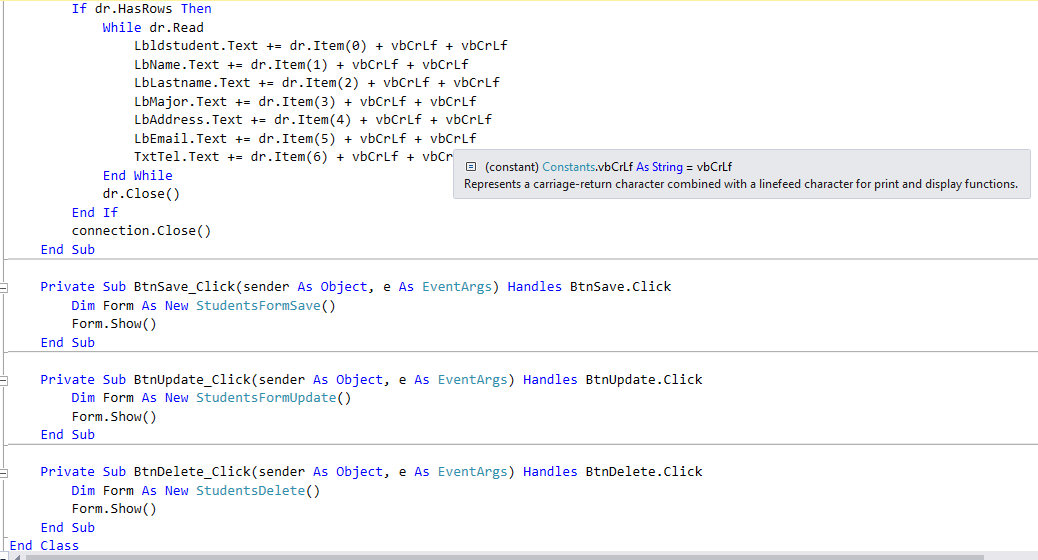 If dr.HasRows Then
While dr.Read
Lbldstudent.Text += dr.Item(0) + vbCrLf + vbCrLf
LbName.Text += dr.Item(1) + vbCrLf + vbCrLf
LbLastname.Text += dr.Item(2) + vbCrLf + vbCrLf
LbMajor.Text += dr.Item(3) + vbCrLf + vbCrLf
LbAddress.Text += dr.Item(4) + vbCrLf + vbCrLf
LbEmail.Text += dr.Item(5) + vbCrLf + vbCrLf
TxtTel.Text += dr.Item(6) + vbCrLf + vbCr
(constant) Constants.vbCrLf As String = vbCrLf
Represents a carriage-return character combined with a linefeed character for print and display functions.
End While
dr.Close()
End If
connection.Close()
End Sub
Private Sub BtnSave_Click(sender As Object, e As EventArgs) Handles BtnSave.Click
Dim Form As New StudentsFormSave()
Form.Show()
End Sub
Private Sub BtnUpdate_Click(sender As Object, e As EventArgs) Handles BtnUpdate.Click
Dim Form As New StudentsFormUpdate()
Form.Show()
End Sub
Private Sub BtnDelete_Click(sender As Object, e As EventArgs) Handles BtnDelete.Click
Dim Form As New StudentsDelete()
Form.Show()
End Sub
End Class